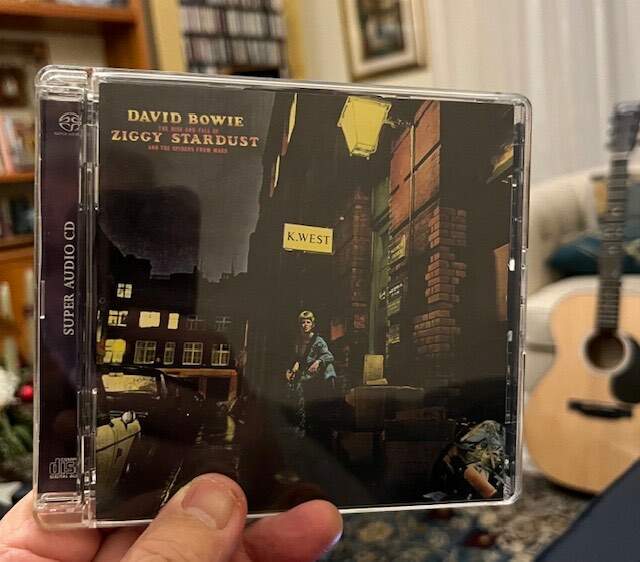 DAVID BOWIE
THE RISE AND FALL OF
ZIGGY STARDUST
AND THE SPIDERS FROM MARS
K.WEST
SUPER AUDIO CD